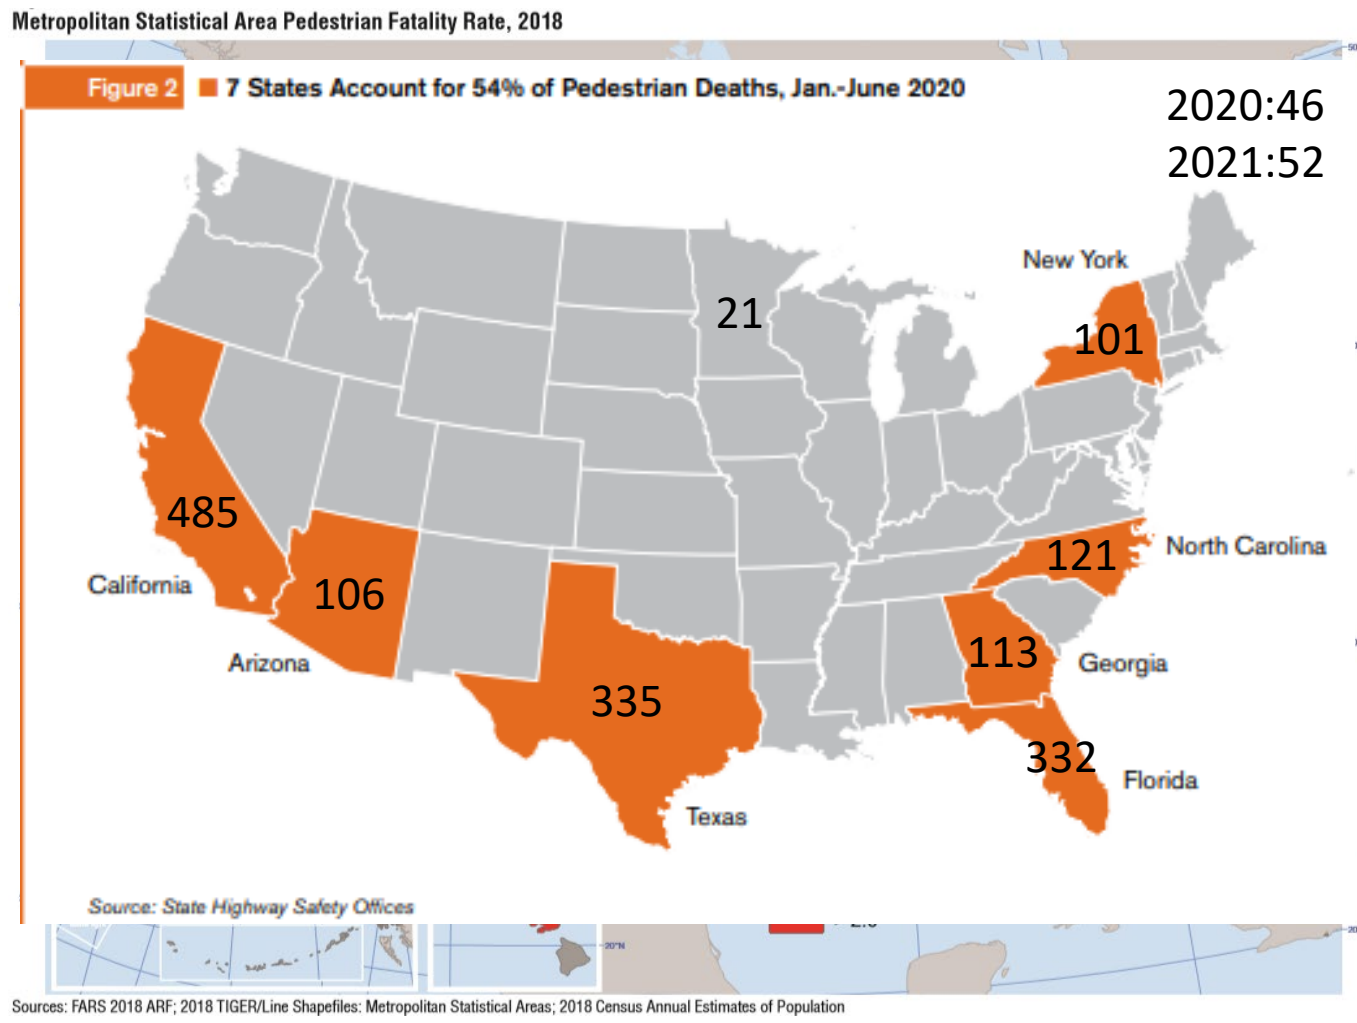 Metropolitan Statistical Area Pedestrian Fatality Rate, 2018
Figure 2 7 States Account for 54% of Pedestrian Deaths, Jan.-June 2020
2020:46
2021:52
New York
21
101
485
California
106
Arizona
121
North Carolina
113
Georgia
335
332
Florida
Texas
Source: State Highway Safety Offices
20°N
Sources: FARS 2018 ARF; 2018 TIGER/Line Shapefiles: Metropolitan Statistical Areas; 2018 Census Annual Estimates of Population